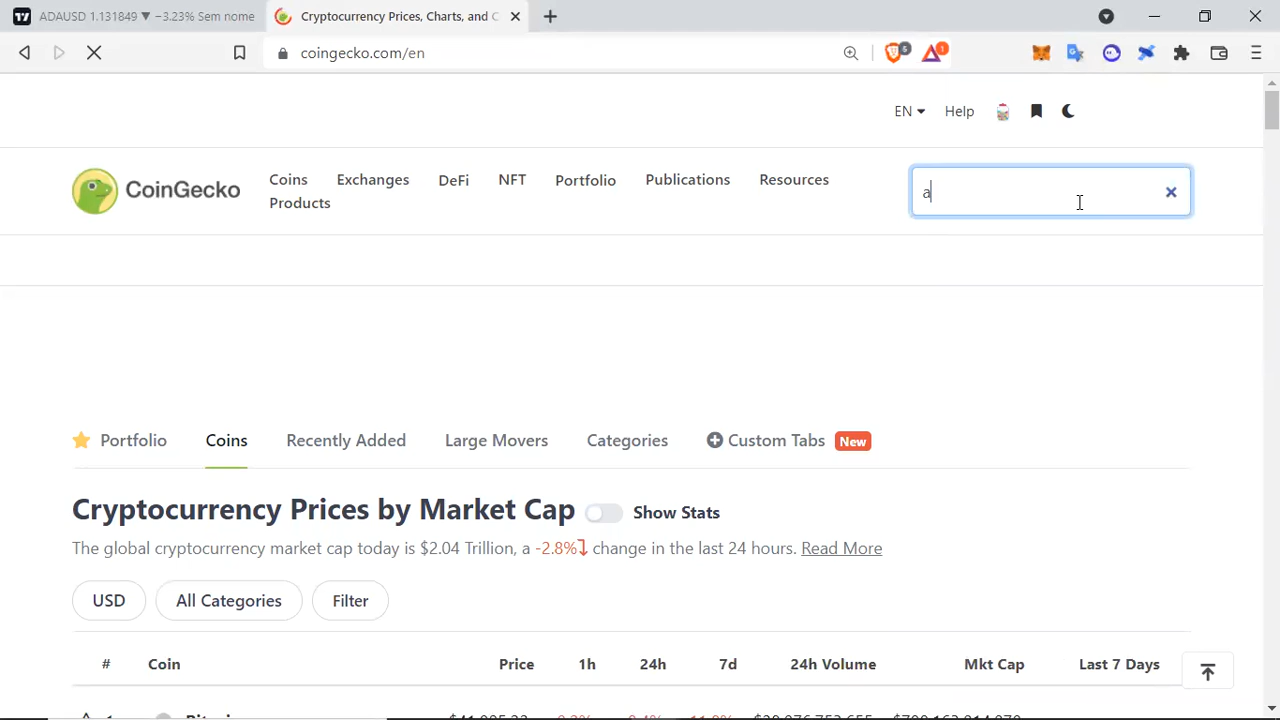 ADAUSD 1.131849 ▼ −3.23% Sem nome
Cryptocurrency Prices, Charts, and C
coingecko.com/en
5
1
EN
Help
CoinGecko
Coins
Exchanges
DeFi
NFT
Portfolio
Publications
Resources
Products
a
Portfolio
Coins
Recently Added
Large Movers
Categories
Custom Tabs
New
Cryptocurrency Prices by Market Cap
Show Stats
The global cryptocurrency market cap today is $2.04 Trillion, a -2.8% change in the last 24 hours. Read More
USD
All Categories
Filter
# Coin Price 1h 24h 7d 24h Volume Mkt Cap Last 7 Days